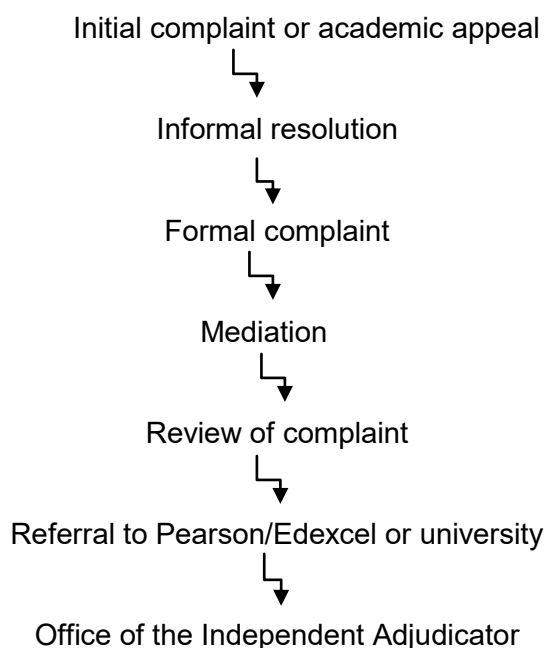 Initial complaint or academic appeal
Informal resolution
Formal complaint
Mediation
Review of complaint
Referral to Pearson/Edexcel or university
Office of the Independent Adjudicator